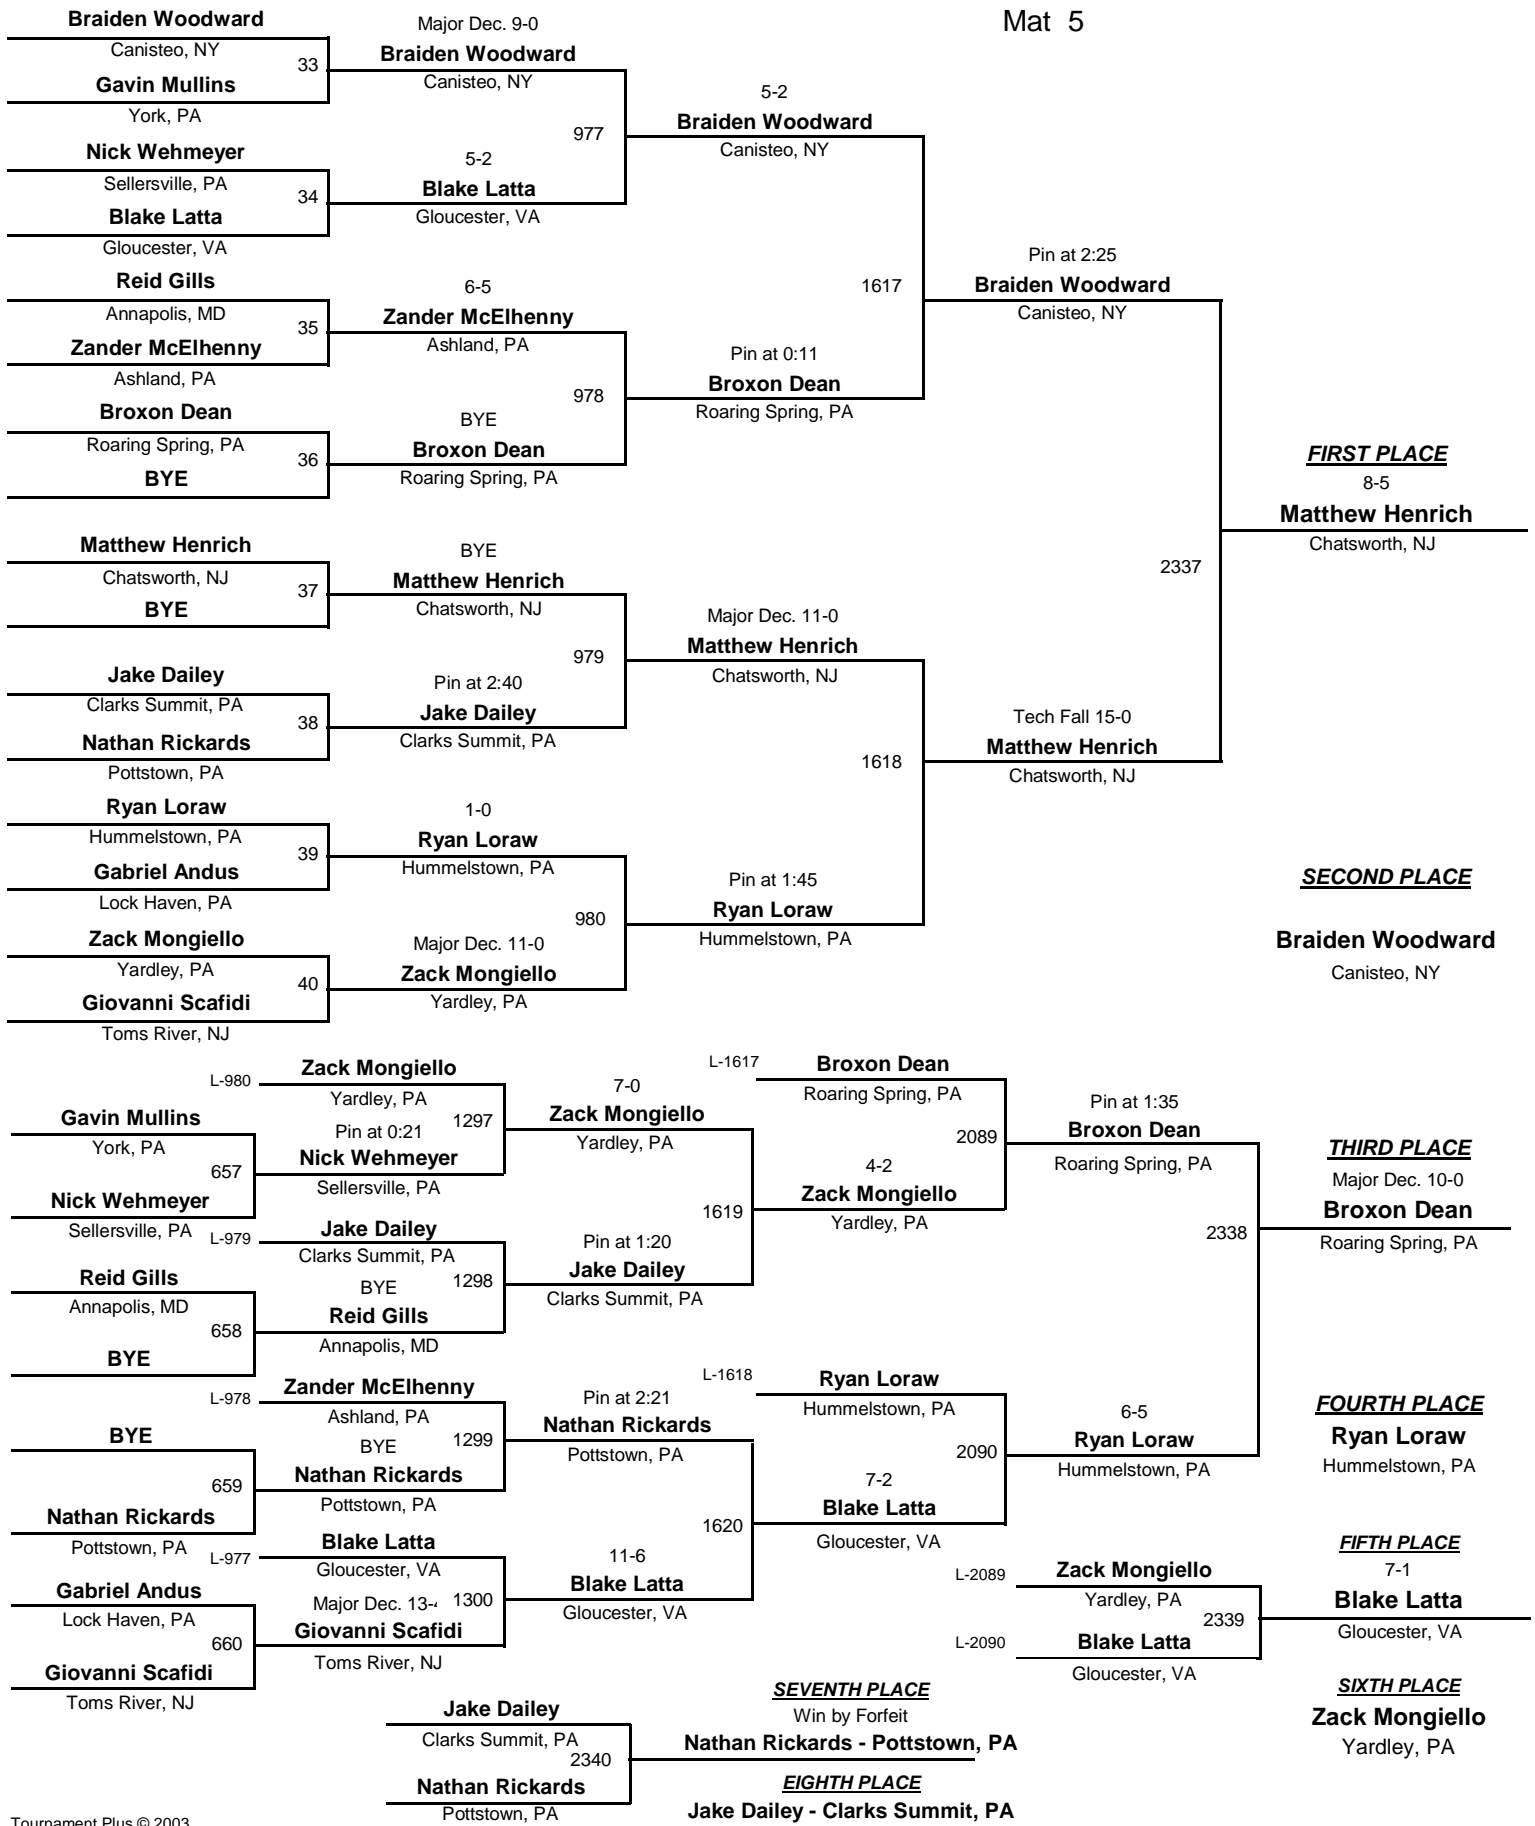 Mat 5
Braiden Woodward
Canisteo, NY
33
Gavin Mullins
York, PA
Nick Wehmeyer
Sellersville, PA
34
Blake Latta
Gloucester, VA
Reid Gills
Annapolis, MD
35
Zander McElhenny
Ashland, PA
Broxon Dean
Roaring Spring, PA
36
BYE
Matthew Henrich
Chatsworth, NJ
37
BYE
Jake Dailey
Clarks Summit, PA
38
Nathan Rickards
Pottstown, PA
Ryan Loraw
Hummelstown, PA
39
Gabriel Andus
Lock Haven, PA
Zack Mongiello
Yardley, PA
40
Giovanni Scafidi
Toms River, NJ
Major Dec. 9-0
Braiden Woodward
Canisteo, NY
977
5-2
Blake Latta
Gloucester, VA
6-5
Zander McElhenny
Ashland, PA
978
BYE
Broxon Dean
Roaring Spring, PA
BYE
Matthew Henrich
Chatsworth, NJ
979
Pin at 2:40
Jake Dailey
Clarks Summit, PA
1-0
Ryan Loraw
Hummelstown, PA
980
Major Dec. 11-0
Zack Mongiello
Yardley, PA
5-2
Braiden Woodward
Canisteo, NY
1617
Pin at 0:11
Broxon Dean
Roaring Spring, PA
Major Dec. 11-0
Matthew Henrich
Chatsworth, NJ
1618
Pin at 1:45
Ryan Loraw
Hummelstown, PA
Pin at 2:25
Braiden Woodward
Canisteo, NY
2337
Tech Fall 15-0
Matthew Henrich
Chatsworth, NJ
FIRST PLACE
8-5
Matthew Henrich
Chatsworth, NJ
SECOND PLACE
Braiden Woodward
Canisteo, NY
Gavin Mullins
York, PA
657
Nick Wehmeyer
Sellersville, PA
Reid Gills
Annapolis, MD
658
BYE
BYE
659
Nathan Rickards
Pottstown, PA
Gabriel Andus
Lock Haven, PA
660
Giovanni Scafidi
Toms River, NJ
L-980
Zack Mongiello
Yardley, PA
1297
Pin at 0:21
Nick Wehmeyer
Sellersville, PA
L-979
Jake Dailey
Clarks Summit, PA
1298
BYE
Reid Gills
Annapolis, MD
L-978
Zander McElhenny
Ashland, PA
1299
BYE
Nathan Rickards
Pottstown, PA
L-977
Blake Latta
Gloucester, VA
1300
Major Dec.
Giovanni Scafidi
Toms River, NJ
7-0
Zack Mongiello
Yardley, PA
1619
Pin at 1:20
Jake Dailey
Clarks Summit, PA
Pin at 2:21
Nathan Rickards
Pottstown, PA
1620
11-6
Blake Latta
Gloucester, VA
L-1617
Broxon Dean
Roaring Spring, PA
2089
4-2
Zack Mongiello
Yardley, PA
L-1618
Ryan Loraw
Hummelstown, PA
2090
7-2
Blake Latta
Gloucester, VA
Pin at 1:35
Broxon Dean
Roaring Spring, PA
2338
6-5
Ryan Loraw
Hummelstown, PA
THIRD PLACE
Major Dec. 10-0
Broxon Dean
Roaring Spring, PA
FOURTH PLACE
Ryan Loraw
Hummelstown, PA
L-2089
Zack Mongiello
Yardley, PA
2339
L-2090
Blake Latta
Gloucester, VA
FIFTH PLACE
7-1
Blake Latta
Gloucester, VA
SIXTH PLACE
Zack Mongiello
Yardley, PA
Jake Dailey
Clarks Summit, PA
2340
Nathan Rickards
Pottstown, PA
SEVENTH PLACE
Win by Forfeit
Nathan Rickards - Pottstown, PA
EIGHTH PLACE
Jake Dailey - Clarks Summit, PA
Tournament Plus © 2003